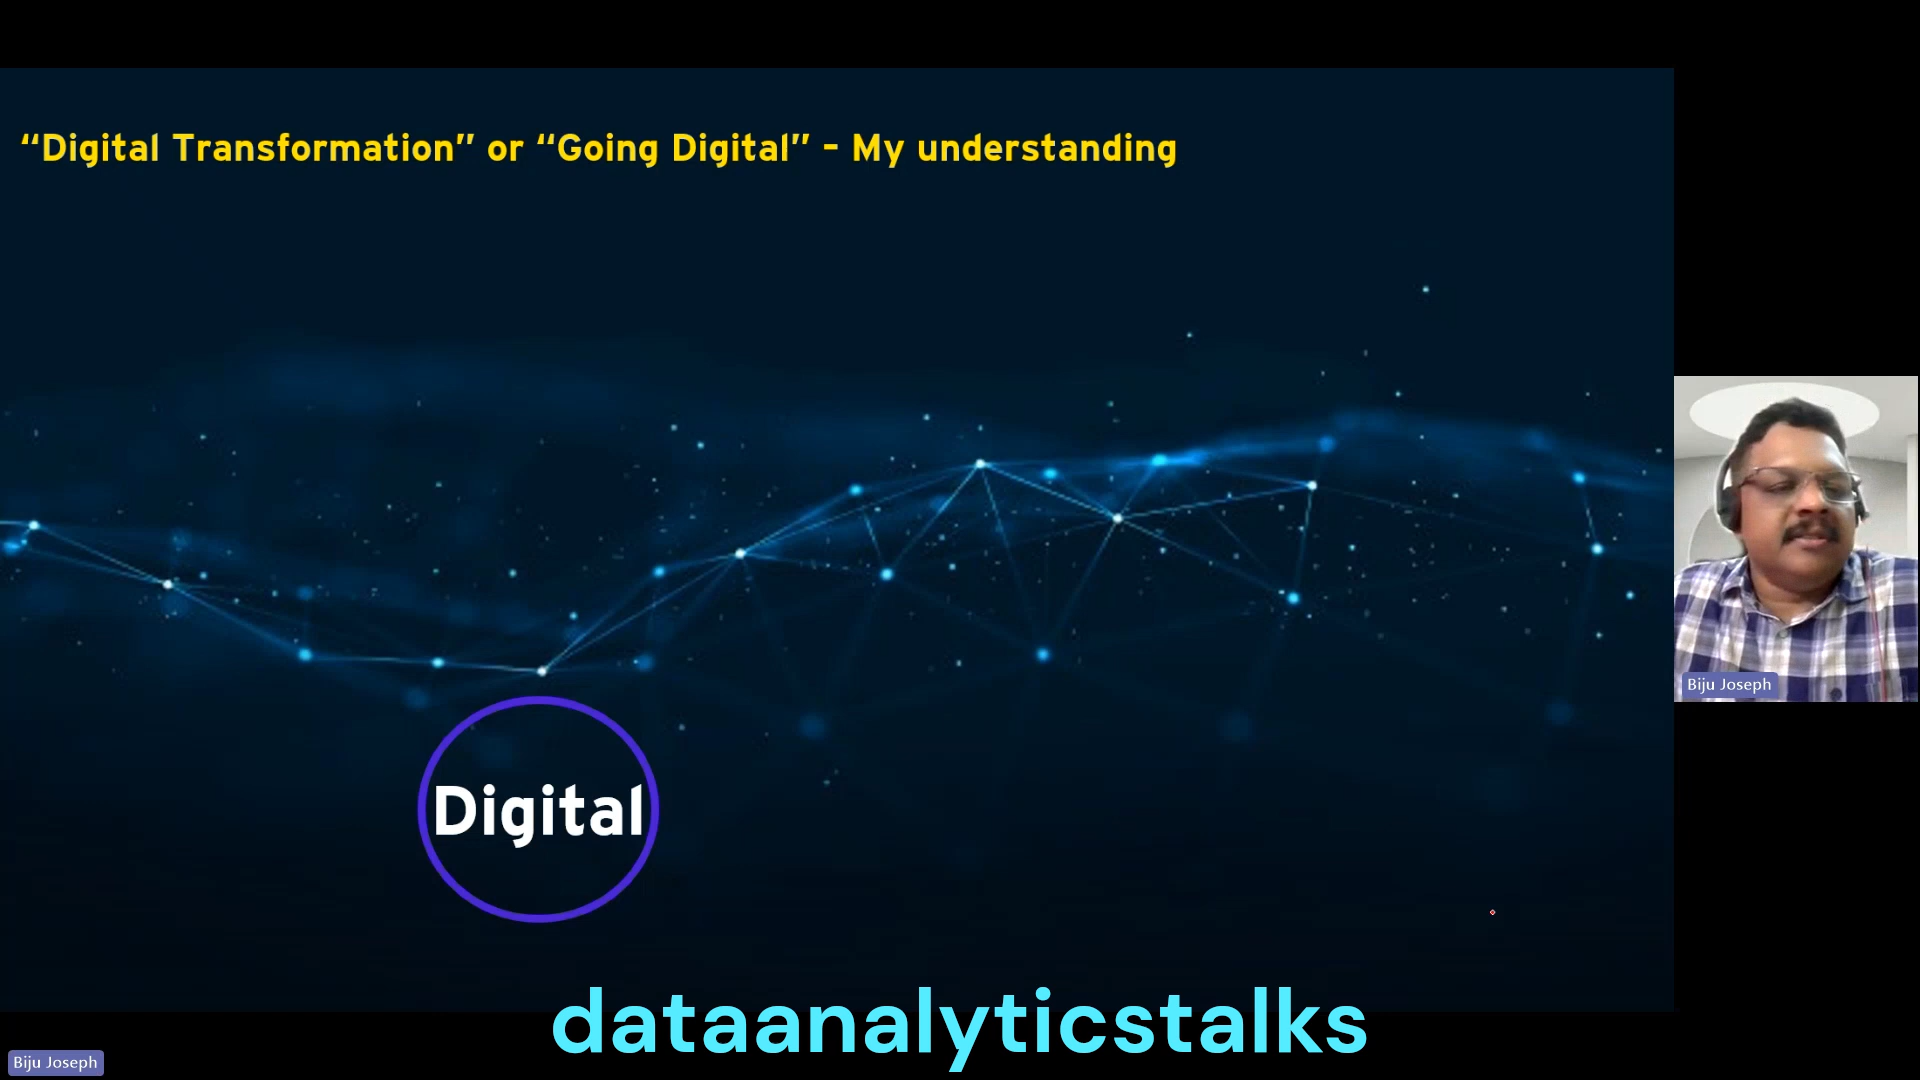 “Digital Transformation” or “Going Digital” - My understanding
Biju Joseph
Digital
dataanalyticstalks
Biju Joseph